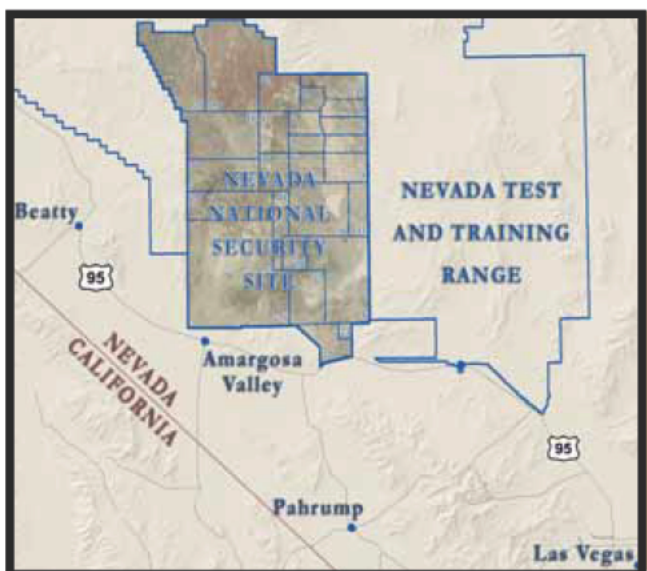 NEVADA
NATIONAL
SECURITY
SITE
NEVADA TEST
AND TRAINING
RANGE
Beatty
95
NEVADA
CALIFORNIA
Amargosa
Valley
95
Pahrump
Las Vegas